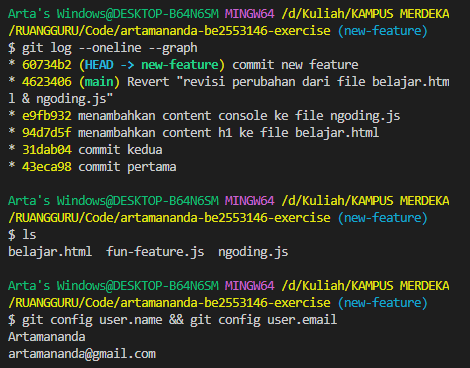 Arta's Windows@DESKTOP-B64N6SM MINGW64 /d/Kuliah/KAMPUS MERDEKA
/RUANGGURU/Code/artamananda-be2553146-exercise (new-feature)
$ git log --oneline --graph
* 60734b2 (HEAD -> new-feature) commit new feature
* 4623406 (main) Revert "revisi perubahan dari file belajar.htm
l & ngoding.js"
* e9fb932 menambahkan content console ke file ngoding.js
* 94d7d5f menambahkan content h1 ke file belajar.html
* 31dab04 commit kedua
* 43eca98 commit pertama
Arta's Windows@DESKTOP-B64N6SM MINGW64 /d/Kuliah/KAMPUS MERDEKA
/RUANGGURU/Code/artamananda-be2553146-exercise (new-feature)
$ ls
belajar.html  fun-feature.js  ngoding.js
Arta's Windows@DESKTOP-B64N6SM MINGW64 /d/Kuliah/KAMPUS MERDEKA
/RUANGGURU/Code/artamananda-be2553146-exercise (new-feature)
$ git config user.name && git config user.email
Artamananda
artamananda@gmail.com